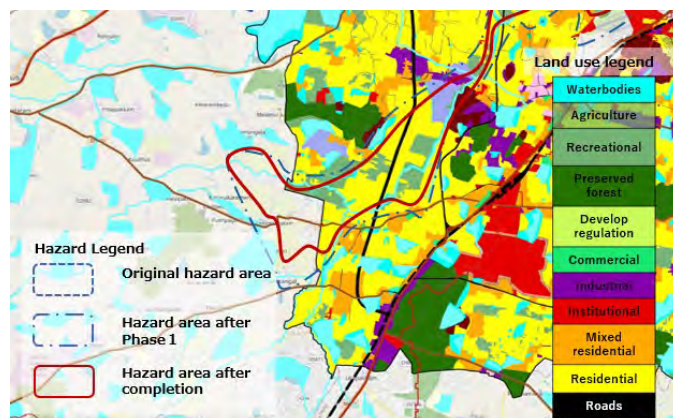 Land use legend
Waterbodies
Agriculture
Recreational
Preserved
forest
Develop
regulation
Commercial
Industrial
Institutional
Mixed
residential
Residential
Roads
Hazard Legend
Original hazard area
Hazard area after
Phase 1
Hazard area after
completion